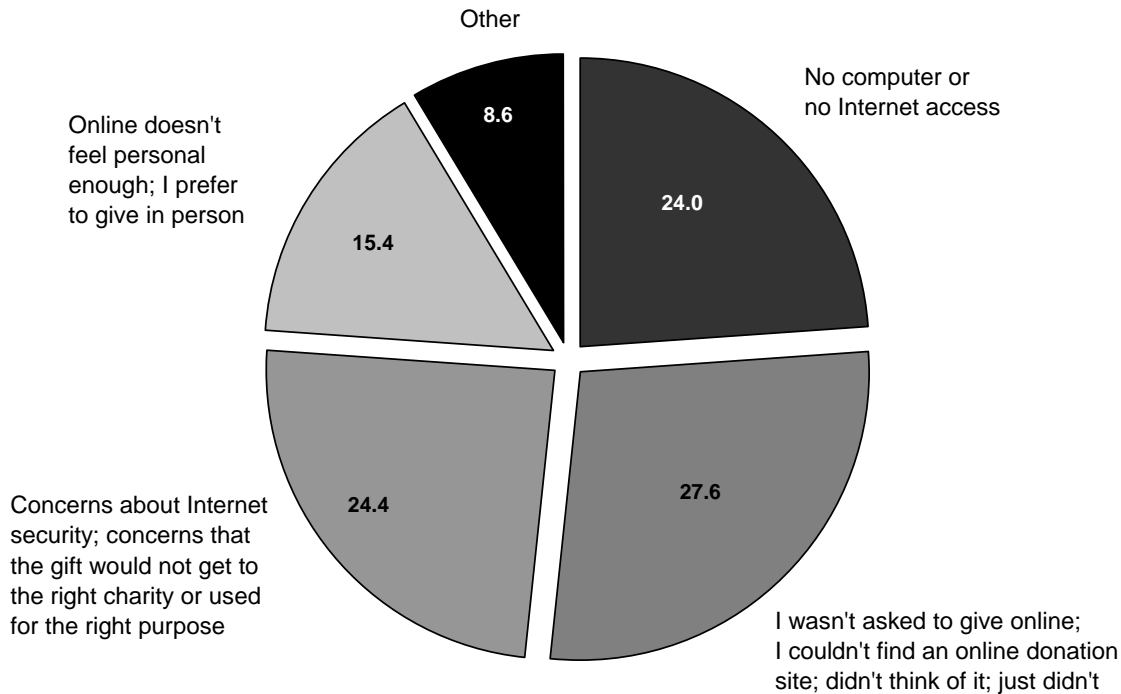 Other
8.6
No computer or
no Internet access
24.0
Online doesn't
feel personal
enough; I prefer
to give in person
15.4
Concerns about Internet
security; concerns that
the gift would not get to
the right charity or used
for the right purpose
24.4
27.6
I wasn't asked to give online;
I couldn't find an online donation
site; didn't think of it; just didn't